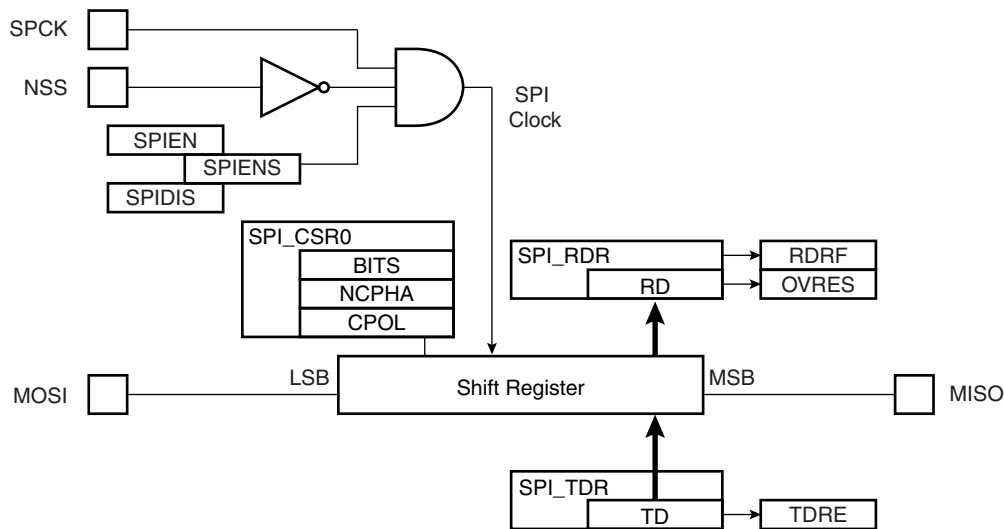 SPCK
NSS
SPI
Clock
SPIEN
SPIENS
SPIDIS
SPI_CSR0
BITS
NCPHA
CPOL
SPI_RDR
RD
RDRF
OVRES
MOSI
LSB
Shift Register
MSB
MISO
SPI_TDR
TD
TDRE